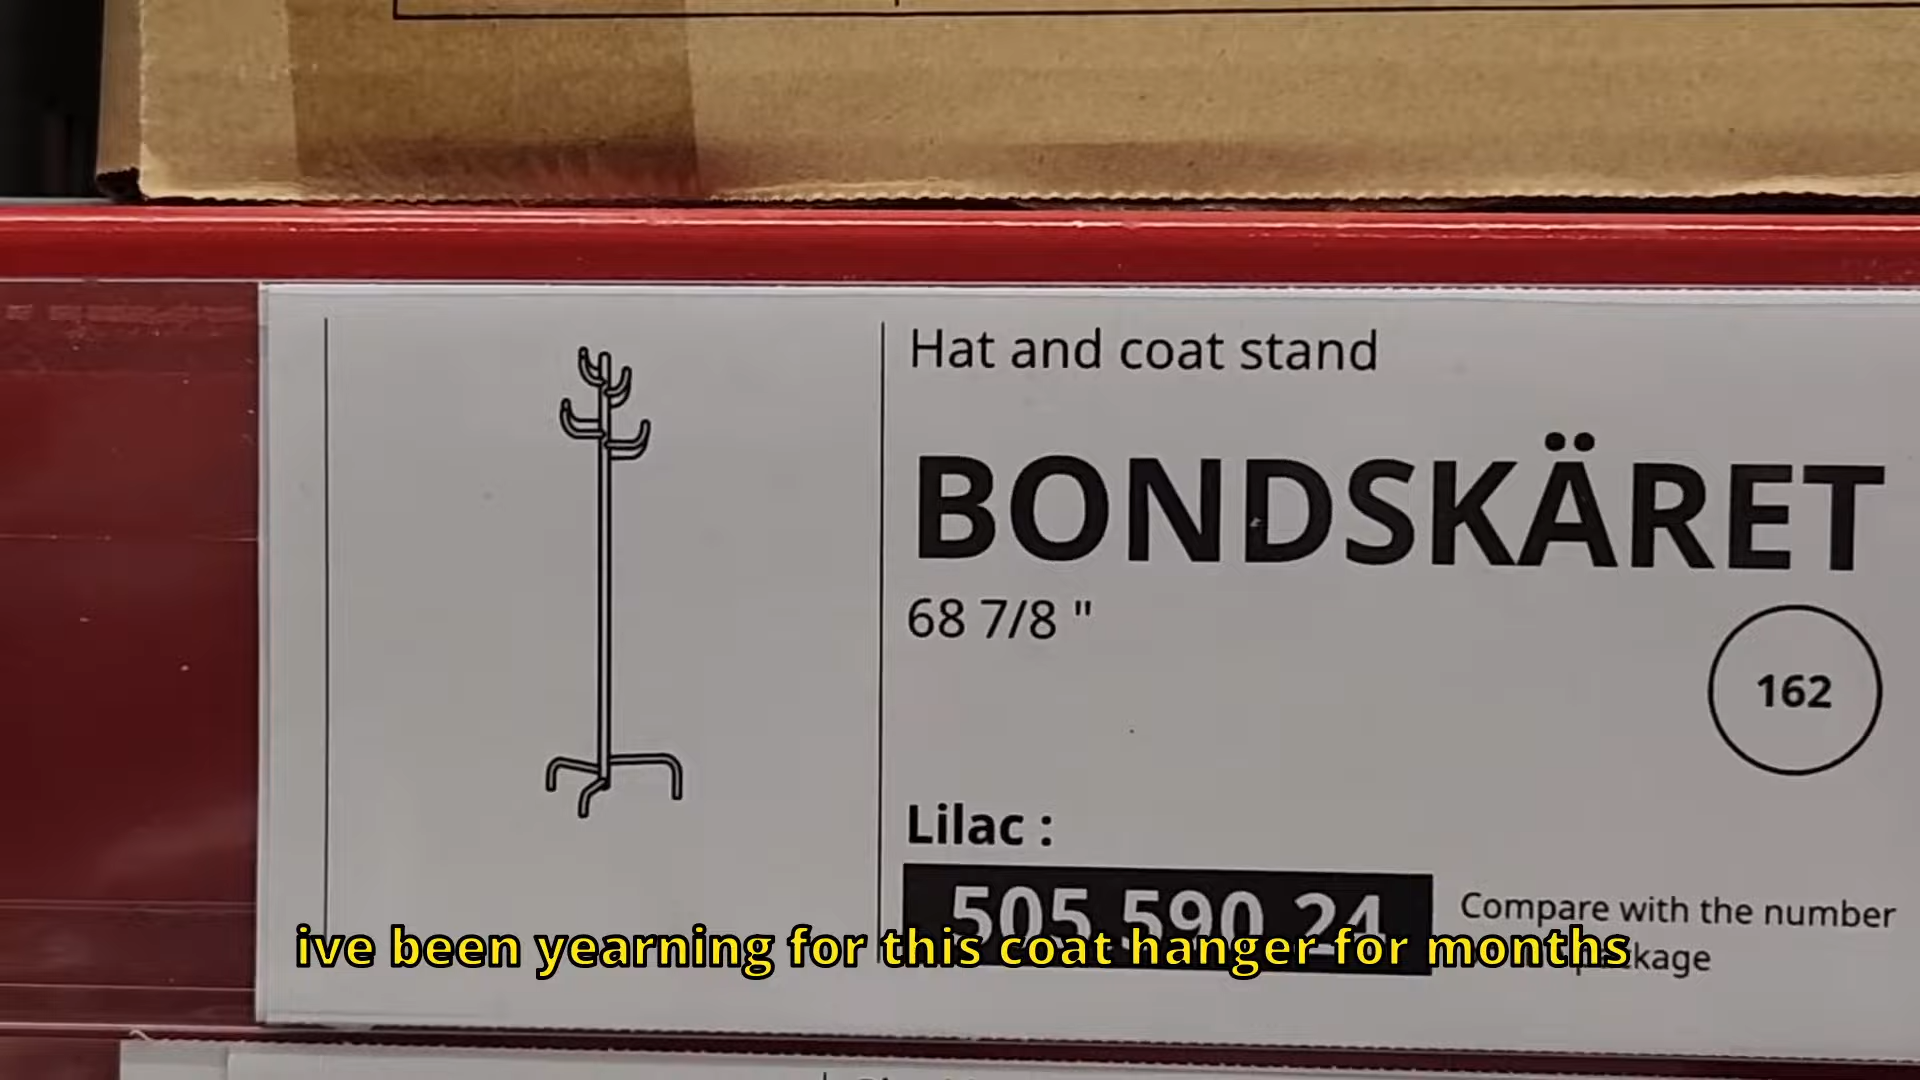 Hat and coat stand
BONDSKÄRET
68 7/8 "
162
Lilac :
505.590.24
Compare with the number
package
ive been yearning for this coat hanger for months